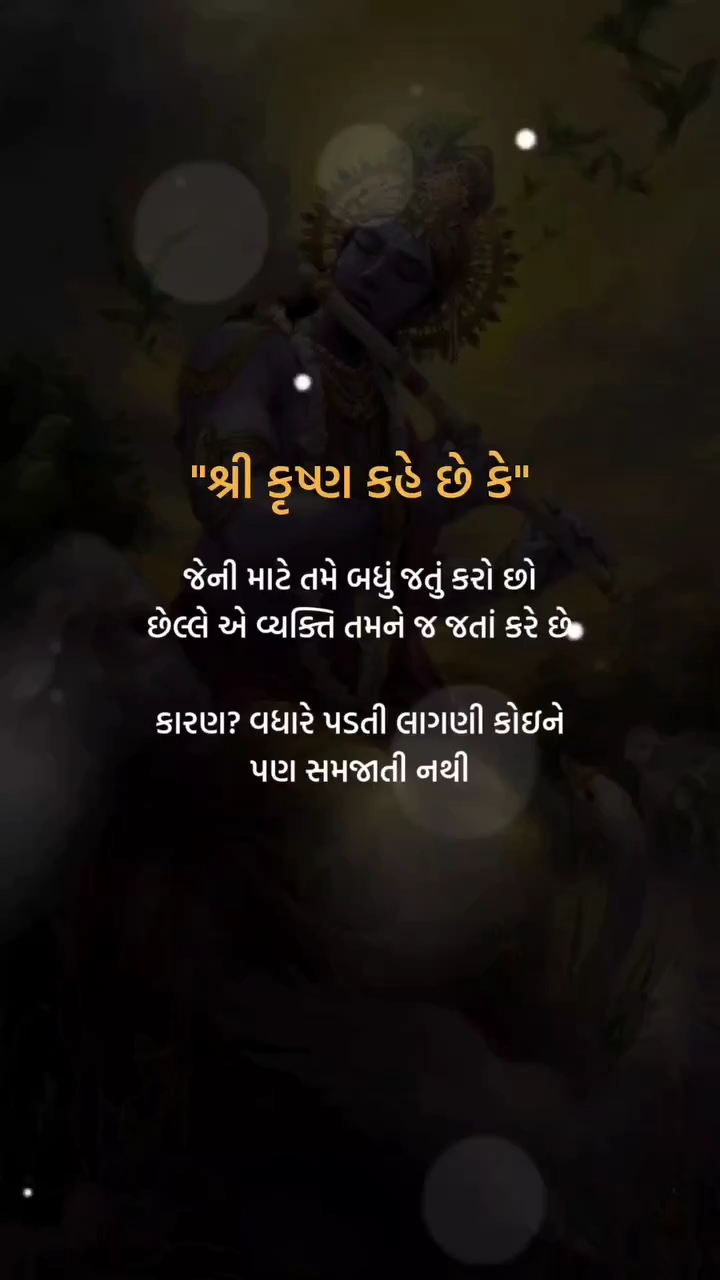 "શ્રી કૃષ્ણ કહે છે કે"
જેની માટે તમે બધું જતું કરો છો
છેલ્લે એ વ્યક્તિ તમને જ જતાં કરે છે
કારણ? વધારે પડતી લાગણી કોઇને
પણ સમજાતી નથી